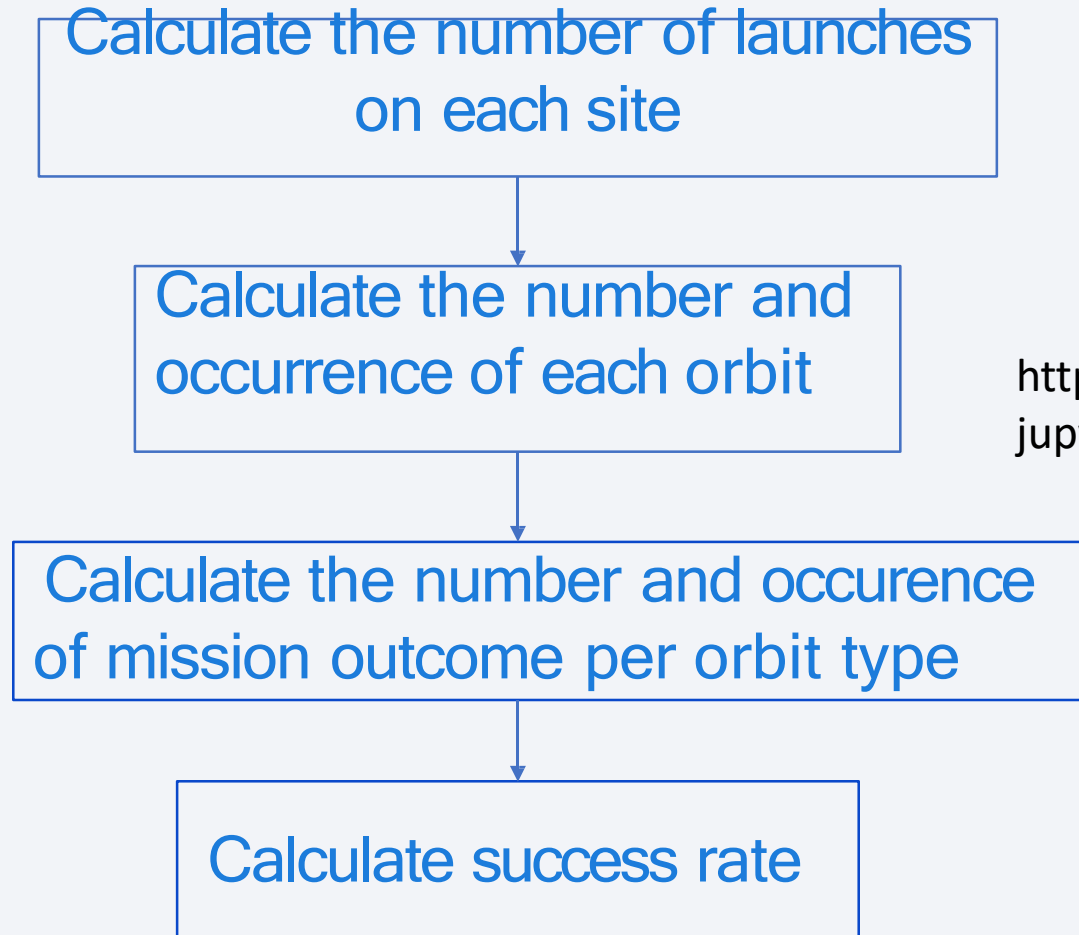 Calculate the number of launches
on each site
Calculate the number and
occurrence of each orbit
Calculate the number and occurence
of mission outcome per orbit type
Calculate success rate